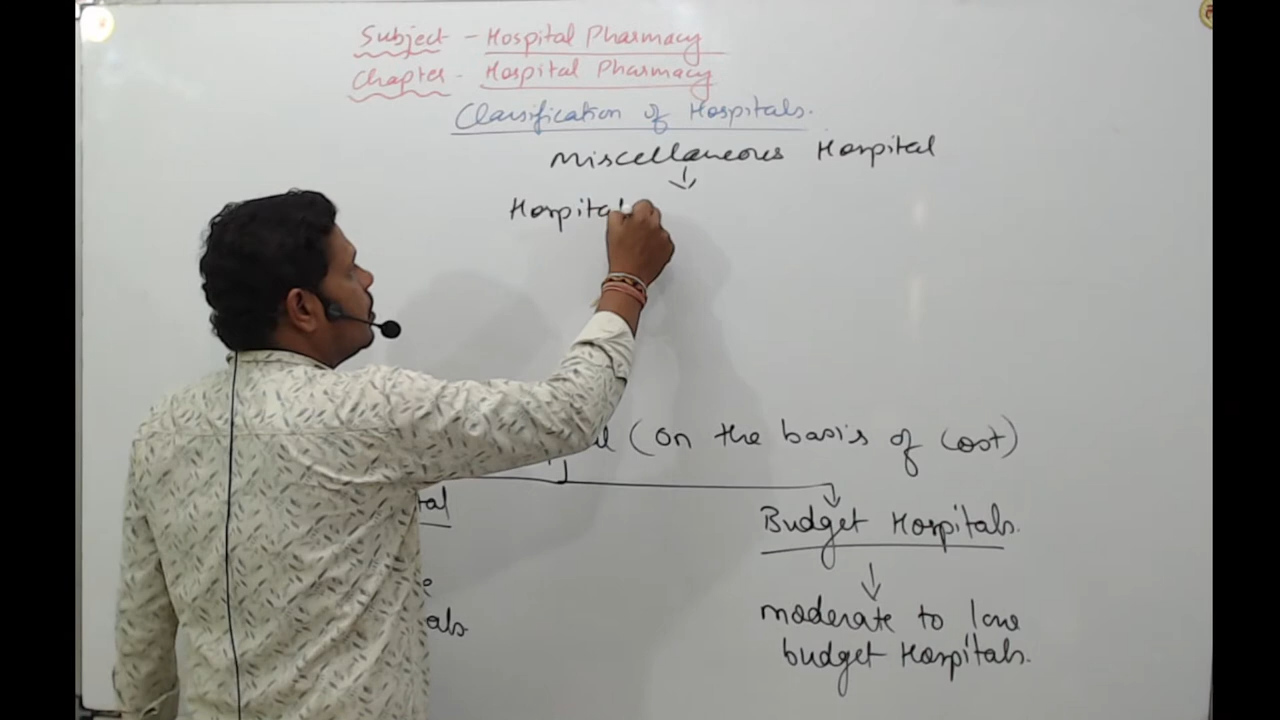 Subject - Hospital Pharmacy
Chapter - Hospital Pharmacy
Classification of Hospitals.
Miscellaneous Hospital
Hospital
(on the basis of Cost)
Budget Hospitals.
moderate to low
budget Hospitals.